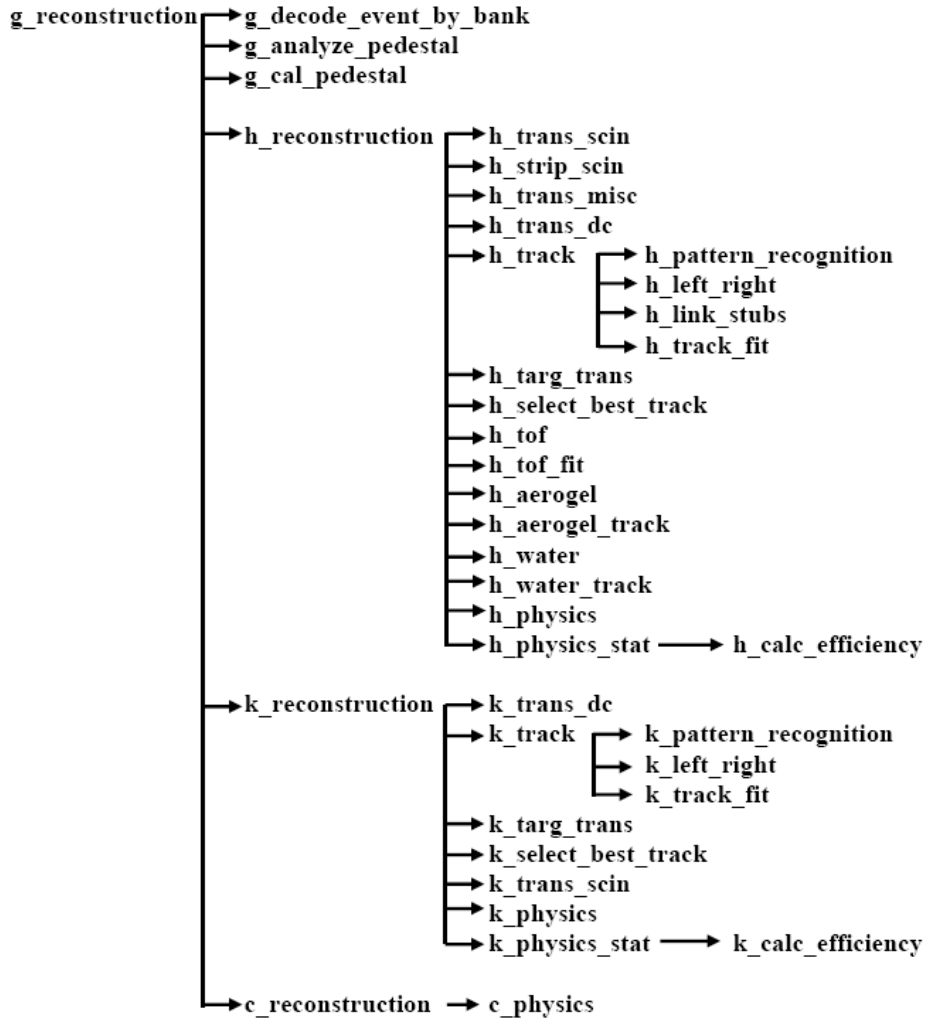 g_reconstruction g_decode_event_by_bank
g_analyze_pedestal
g_cal_pedestal
h_reconstruction h_trans_scin
h_strip_scin
h_trans_misc
h_trans_dc
h_track h_pattern_recognition
h_left_right
h_link_stubs
h_track_fit
h_targ_trans
h_select_best_track
h_tof
h_tof_fit
h_aerogel
h_aerogel_track
h_water
h_water_track
h_physics
h_physics_stat h_calc_efficiency
k_reconstruction k_trans_dc
k_track k_pattern_recognition
k_left_right
k_track_fit
k_targ_trans
k_select_best_track
k_trans_scin
k_physics
k_physics_stat k_calc_efficiency
c_reconstruction c_physics